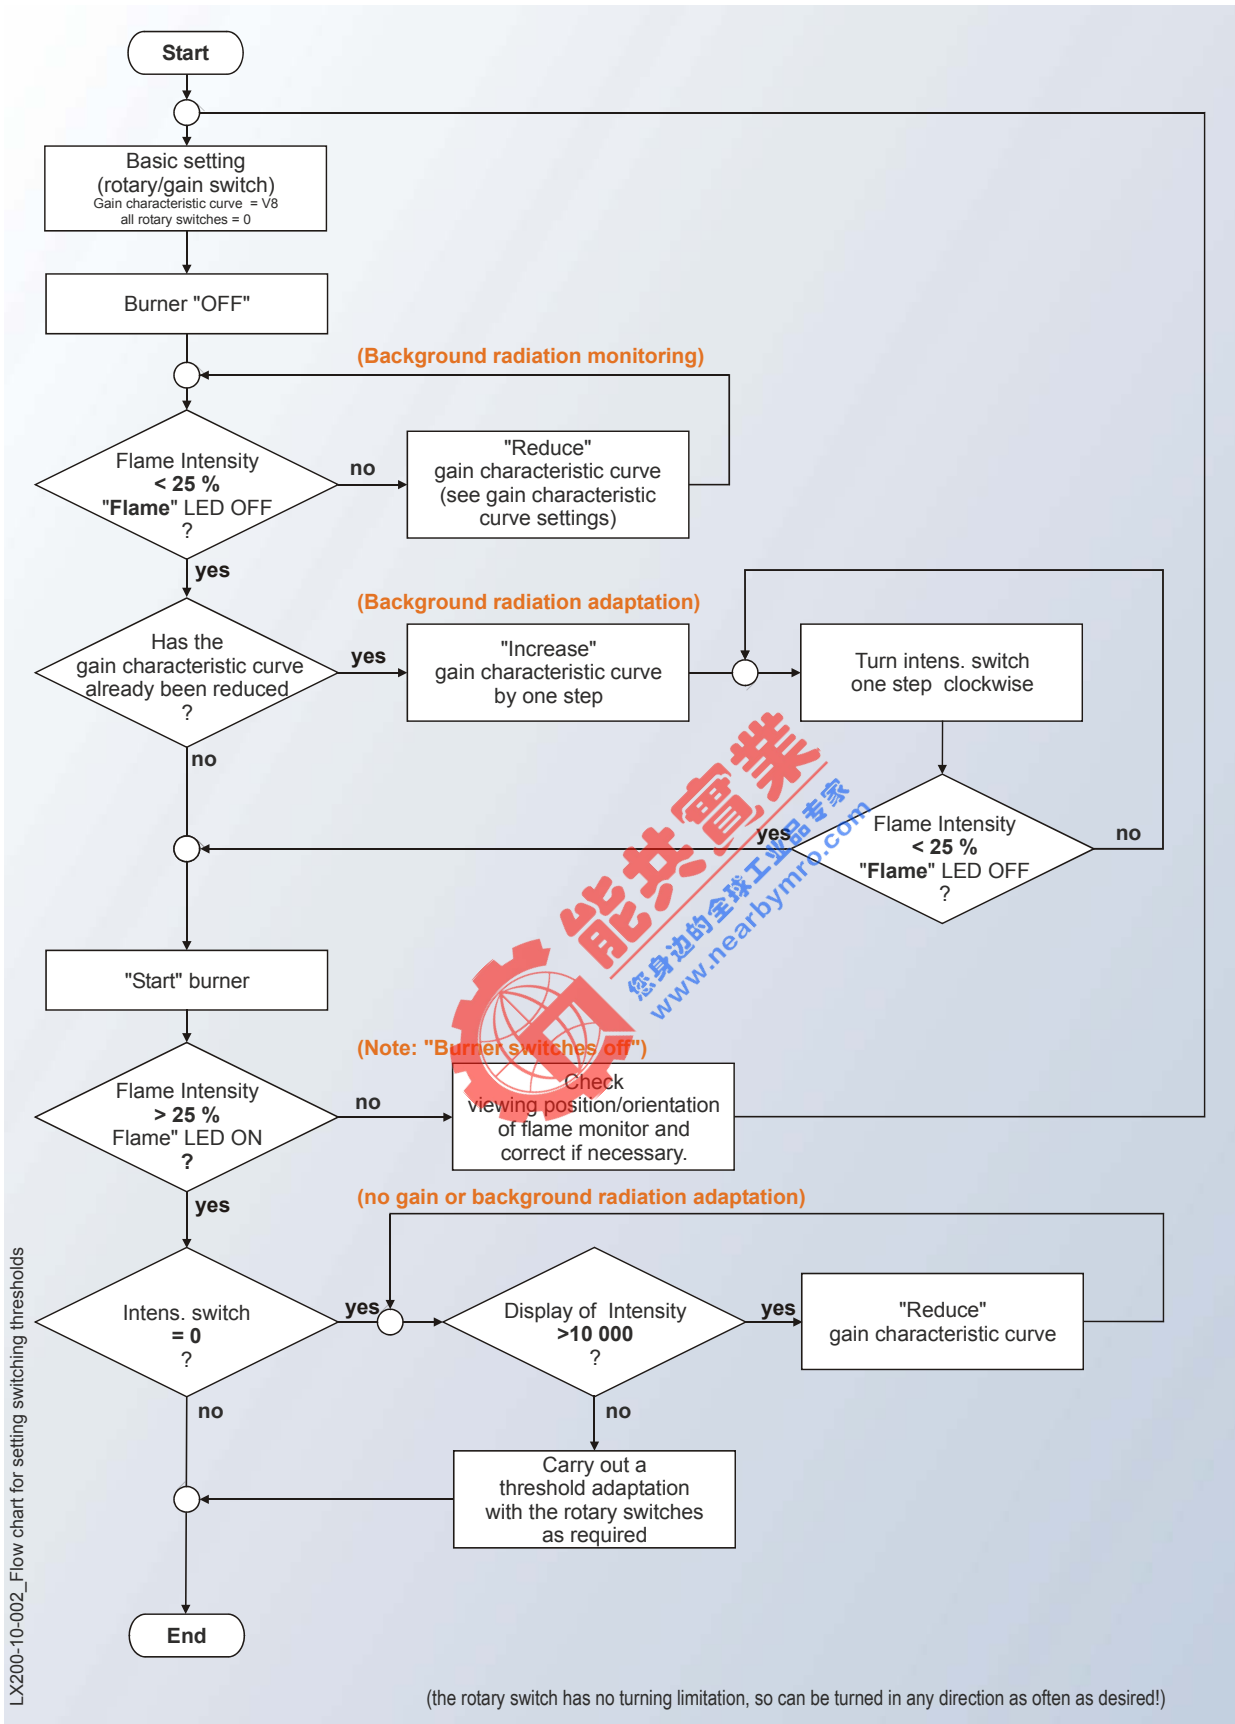 Start
Basic setting
(rotary/gain switch)
Gain characteristic curve = V8
all rotary switches = 0
Burner "OFF"
(Background radiation monitoring)
Flame Intensity
< 25 %
"Flame" LED OFF
?
no
"Reduce"
gain characteristic curve
(see gain characteristic
curve settings)
yes
(Background radiation adaptation)
Has the
gain characteristic curve
already been reduced
?
yes
"Increase"
gain characteristic curve
by one step
Turn intens. switch
one step clockwise
no
Flame Intensity
< 25 %
"Flame" LED OFF
?
yes
no
能共實業
您身边的全球工业品专家
www.nearbymro.com
"Start" burner
(Note: "Burner switches off")
Flame Intensity
> 25 %
Flame" LED ON
?
no
Check
viewing position/orientation
of flame monitor and
correct if necessary.
yes
(no gain or background radiation adaptation)
Intens. switch
= 0
?
yes
Display of Intensity
>10 000
?
yes
"Reduce"
gain characteristic curve
no
no
Carry out a
threshold adaptation
with the rotary switches
as required
End
LX200-10-002_Flow chart for setting switching thresholds
(the rotary switch has no turning limitation, so can be turned in any direction as often as desired!)